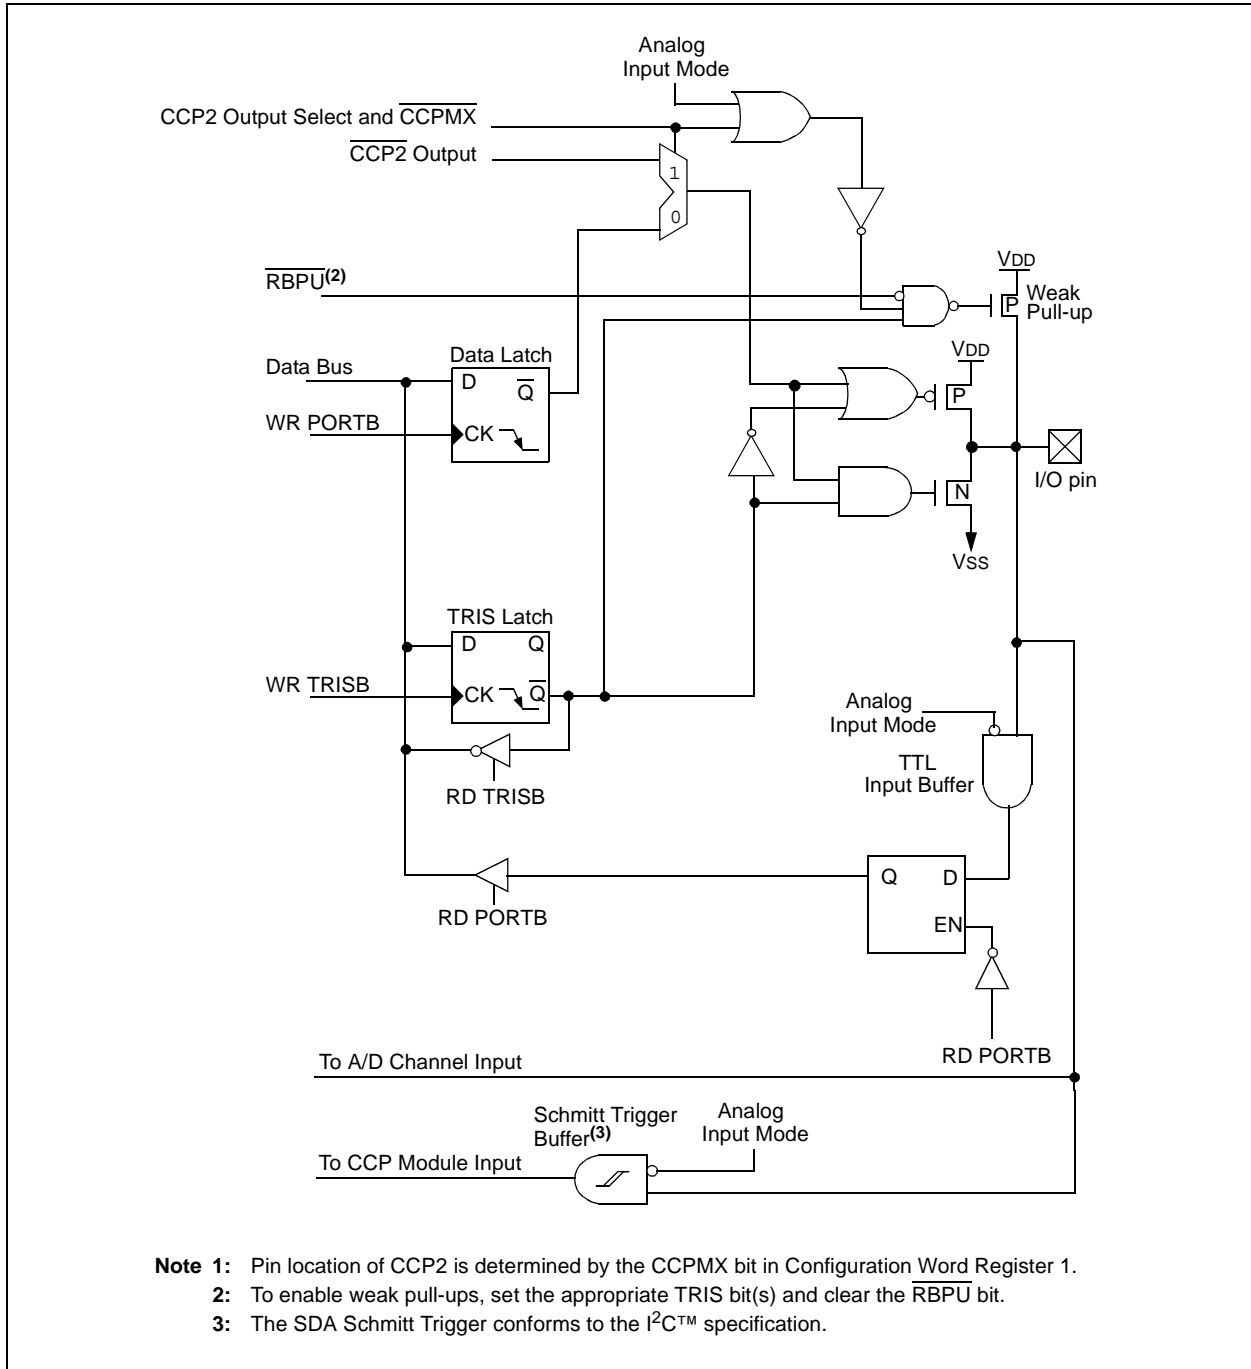 Analog
Input Mode
CCP2 Output Select and CCPMX
CCP2 Output
1
0
RBPU(2)
VDD
P
Weak
Pull-up
Data Bus
Data Latch
D
Q
WR PORTB
CK
VDD
P
I/O pin
N
VSS
TRIS Latch
D
Q
WR TRISB
CK
Q
RD TRISB
Analog
Input Mode
TTL
Input Buffer
Q
D
EN
RD PORTB
RD PORTB
To A/D Channel Input
Schmitt Trigger
Buffer(3)
Analog
Input Mode
To CCP Module Input
Note 1: Pin location of CCP2 is determined by the CCPMX bit in Configuration Word Register 1.
2: To enable weak pull-ups, set the appropriate TRIS bit(s) and clear the RBPU bit.
3: The SDA Schmitt Trigger conforms to the I2C™ specification.